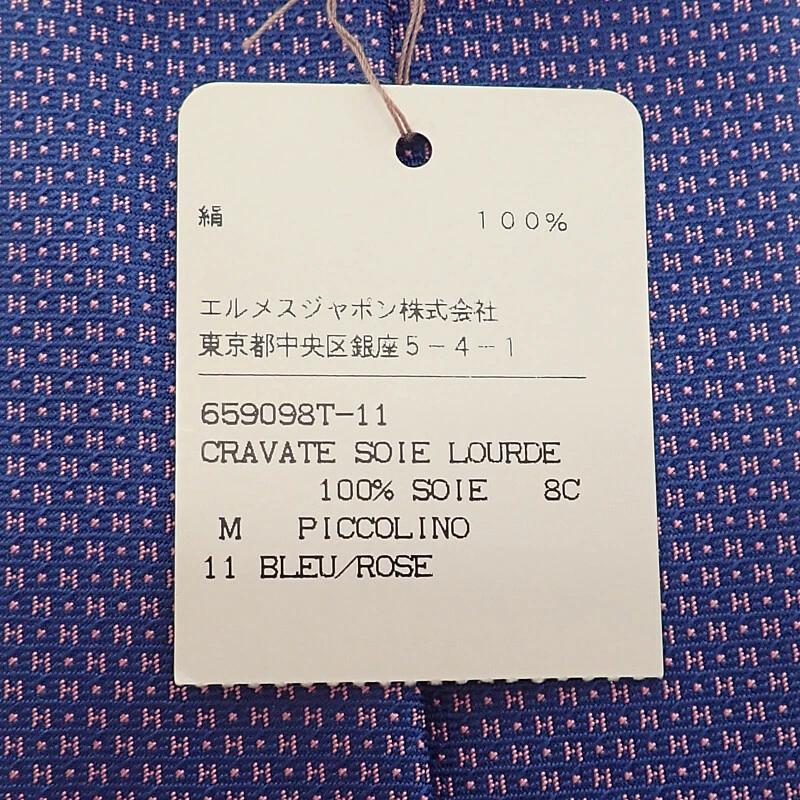 絹 100%
エルメスジャポン株式会社
東京都中央区銀座5-4-1
659098T-11
CRAVATE SOIE LOURDE
100% SOIE 8C
M PICCOLINO
11 BLEU/ROSE